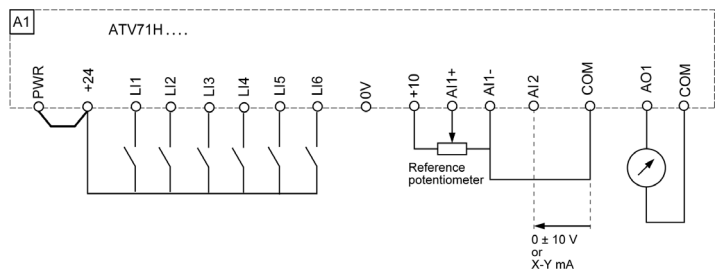 A1
ATV71H....
PWR
+24
LI1
LI2
LI3
LI4
LI5
LI6
0V
+10
AI1+
AI1-
AI2
COM
AO1
COM
Reference
potentiometer
0 ± 10 V
or
X-Y mA